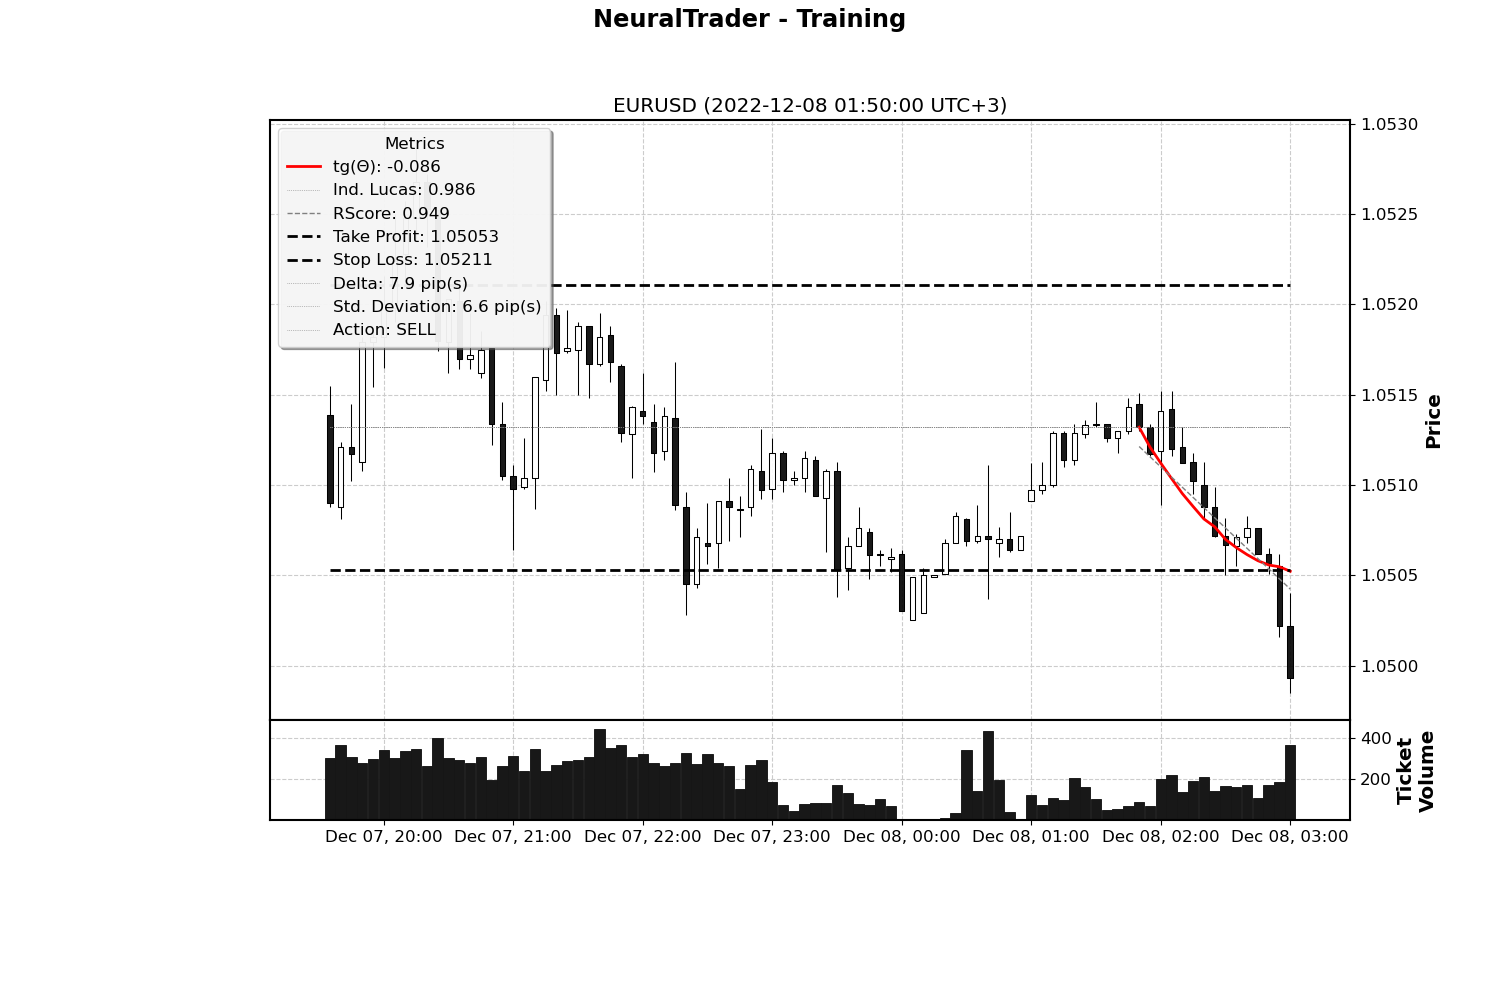 NeuralTrader - Training
EURUSD (2022-12-08 01:50:00 UTC+3)
Metrics
tg(Θ): -0.086
Ind. Lucas: 0.986
RScore: 0.949
Take Profit: 1.05053
Stop Loss: 1.05211
Delta: 7.9 pip(s)
Std. Deviation: 6.6 pip(s)
Action: SELL
1.0530
1.0525
1.0520
1.0515
1.0510
1.0505
1.0500
Price
400
200
Ticket
Volume
Dec 07, 20:00 Dec 07, 21:00 Dec 07, 22:00 Dec 07, 23:00 Dec 08, 00:00 Dec 08, 01:00 Dec 08, 02:00 Dec 08, 03:00